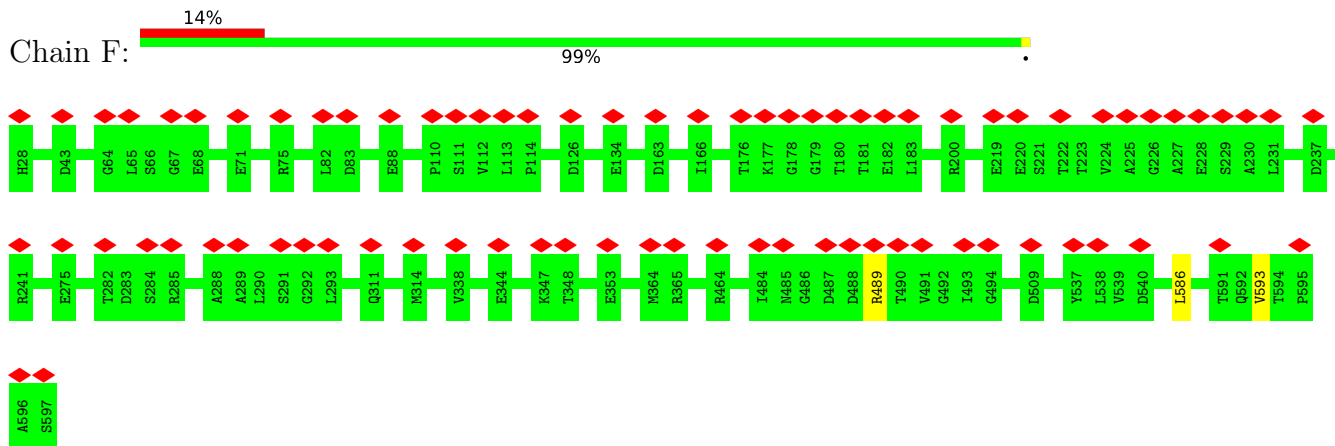 14%
Chain F:
99%
.
H28 D43 G64 L65 S66 G67 E68 E71 R75 L82 D83 E88 P110 S111 V112 L113 P114 D126 E134 D163 I166 T176 K177 G178 G179 T180 T181 E182 L183 R200 E219 E220 S221 T222 T223 V224 A225 G226 A227 E228 S229 A230 L231 D237
R241 E275 T282 D283 S284 R285 A288 A289 L290 S291 G292 L293 Q311 M314 V338 E344 K347 T348 E353 M364 R365 R464 I484 N485 G486 D487 D488 R489 T490 V491 G492 I493 G494 D509 Y537 L538 V539 D540 L586 T591 Q592 V593 T594 P595
A596 S597